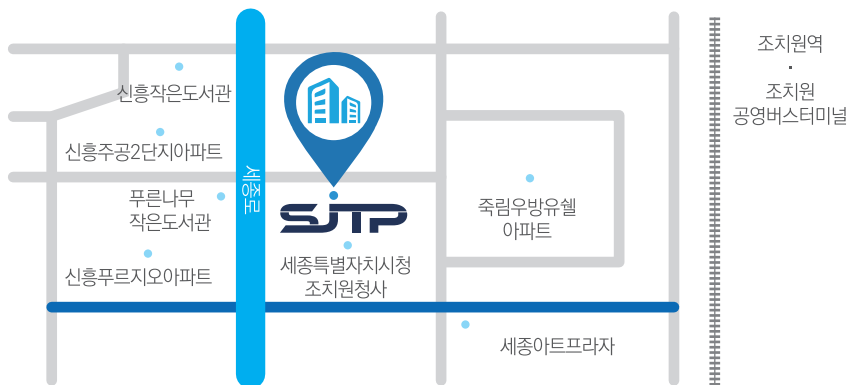 조치원역
·
조치원
공영버스터미널
신흥작은도서관
신흥주공2단지아파트
세종로
푸른나무
작은도서관
SJTP
죽림우방유쉘
아파트
신흥푸르지오아파트
세종특별자치시청
조치원청사
세종아트프라자